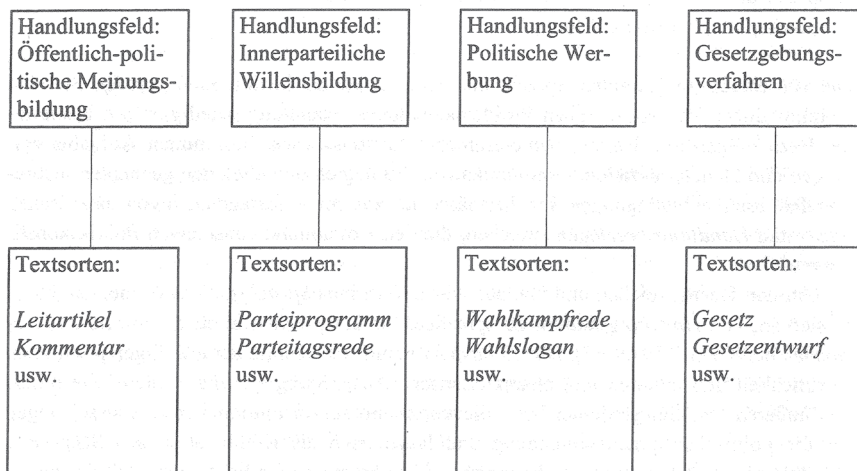 Handlungsfeld:
Öffentlich-poli-
tische Meinungs-
bildung
Handlungsfeld:
Innerparteiliche
Willensbildung
Handlungsfeld:
Politische Wer-
bung
Handlungsfeld:
Gesetzgebungs-
verfahren
Textsorten:
Leitartikel
Kommentar
usw.
Textsorten:
Parteiprogramm
Parteitagsrede
usw.
Textsorten:
Wahlkampfrede
Wahlslogan
usw.
Textsorten:
Gesetz
Gesetzentwurf
usw.